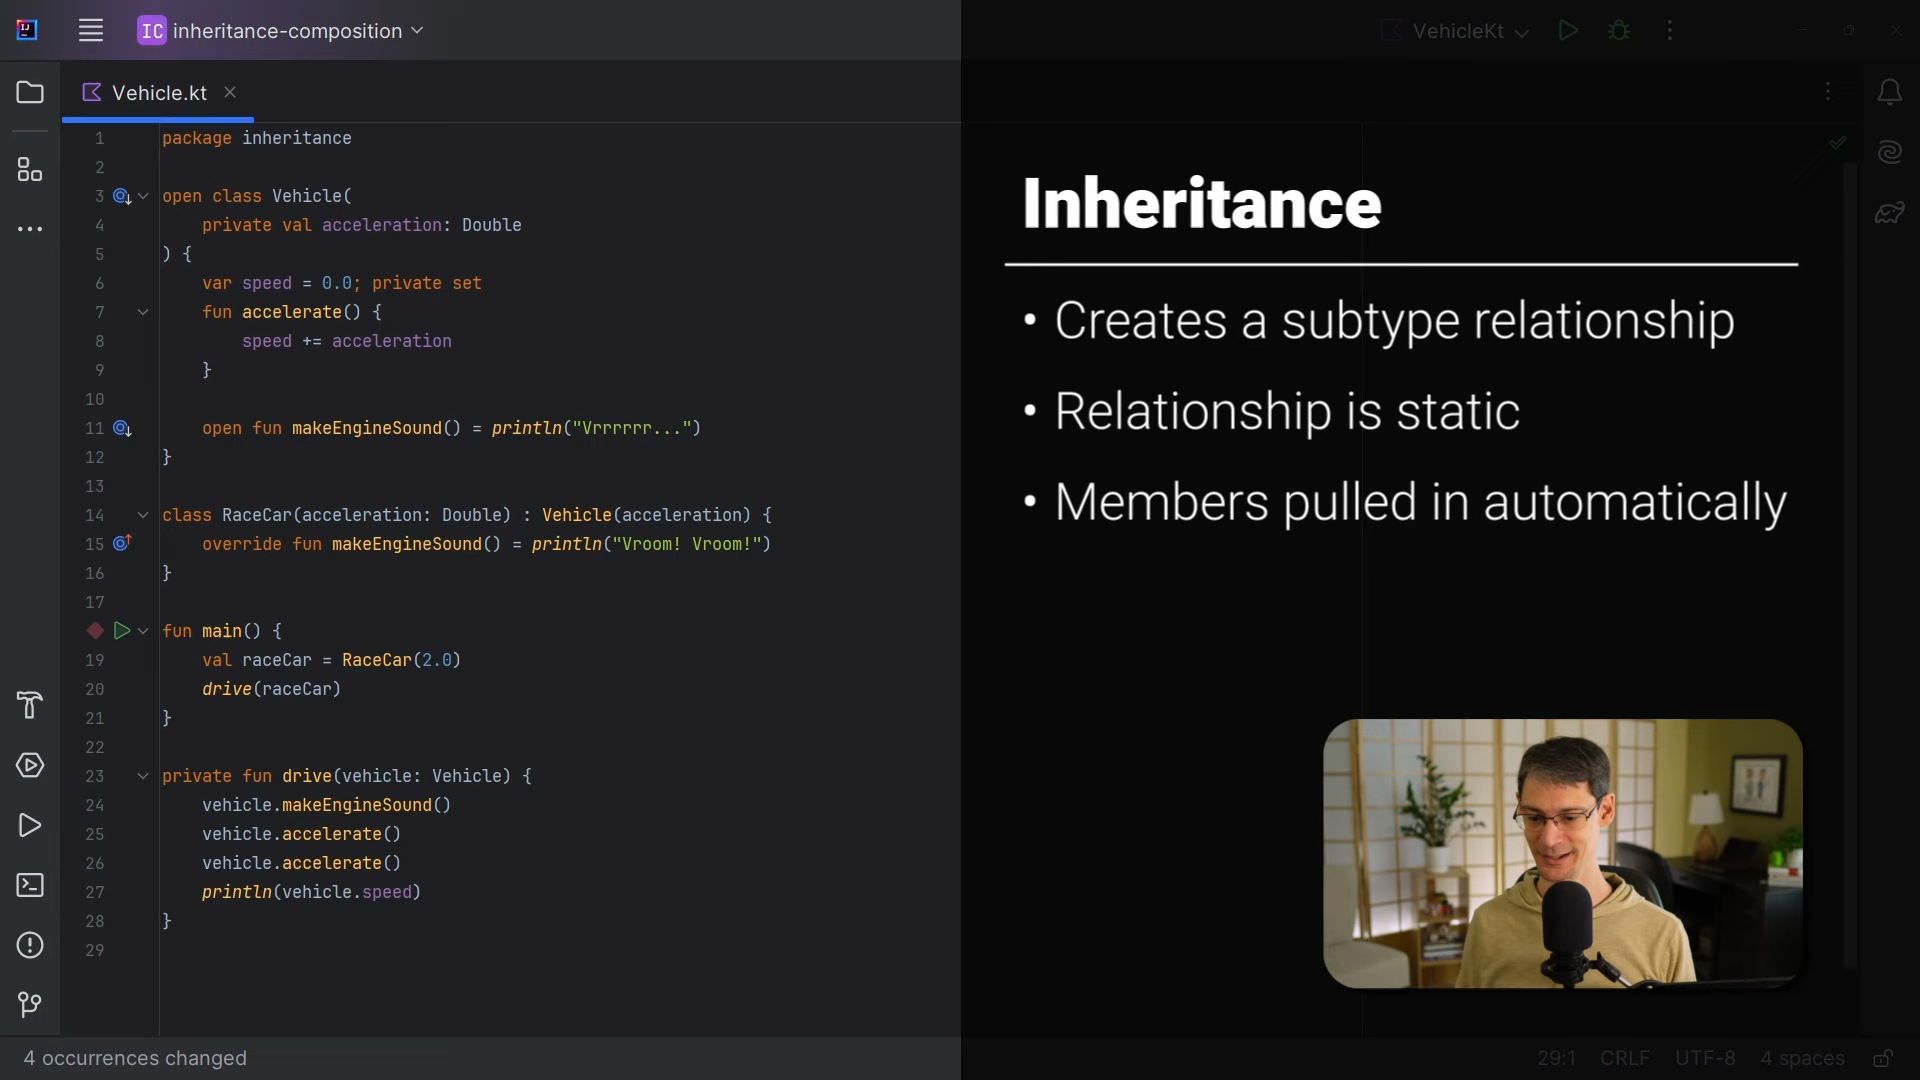 IC inheritance-composition
VehicleKt
Vehicle.kt
1 package inheritance
2
3 open class Vehicle(
4     private val acceleration: Double
5 ) {
6     var speed = 0.0; private set
7     fun accelerate() {
8         speed += acceleration
9     }
10
11     open fun makeEngineSound() = println("Vrrrrrr...")
12 }
13
14 class RaceCar(acceleration: Double) : Vehicle(acceleration) {
15     override fun makeEngineSound() = println("Vroom! Vroom!")
16 }
17
fun main() {
19     val raceCar = RaceCar(2.0)
20     drive(raceCar)
21 }
22
23 private fun drive(vehicle: Vehicle) {
24     vehicle.makeEngineSound()
25     vehicle.accelerate()
26     vehicle.accelerate()
27     println(vehicle.speed)
28 }
29
Inheritance
• Creates a subtype relationship
• Relationship is static
• Members pulled in automatically
4 occurrences changed
29:1 CRLF UTF-8 4 spaces